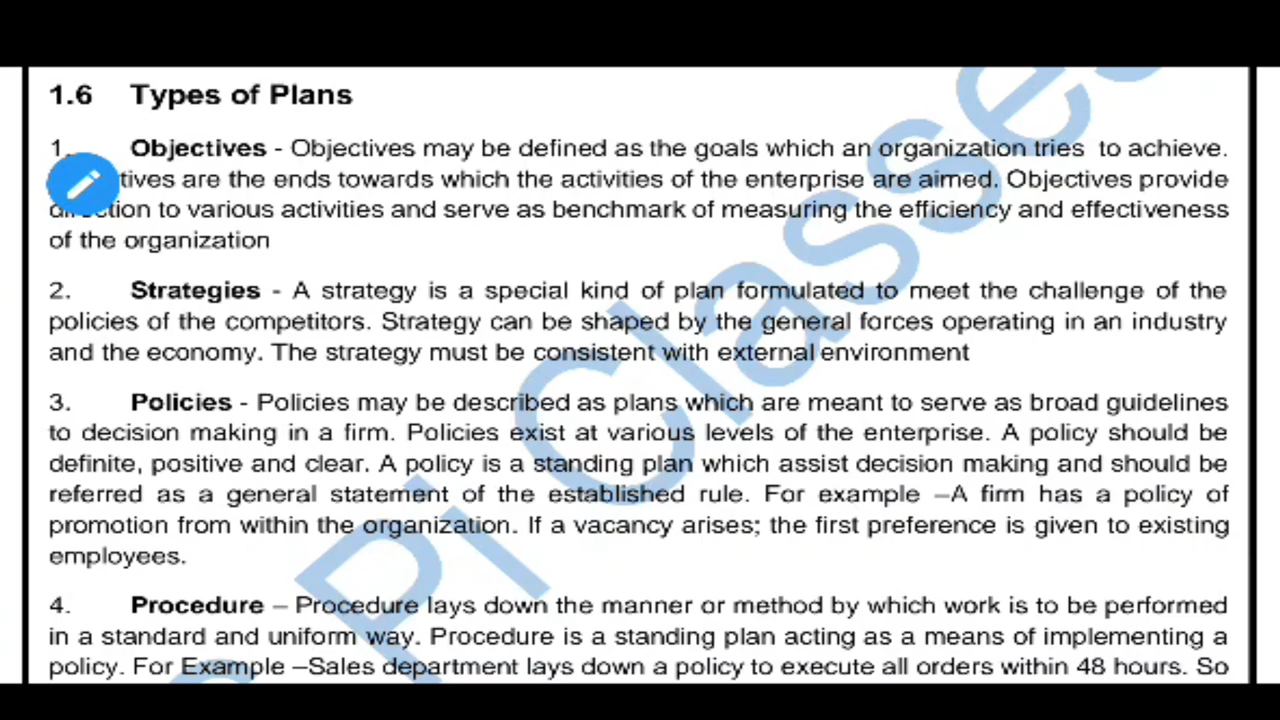 1.6 Types of Plans
1. Objectives - Objectives may be defined as the goals which an organization tries to achieve.
tives are the ends towards which the activities of the enterprise are aimed. Objectives provide
to various activities and serve as benchmark of measuring the efficiency and effectiveness
of the organization
2. Strategies - A strategy is a special kind of plan formulated to meet the challenge of the
policies of the competitors. Strategy can be shaped by the general forces operating in an industry
and the economy. The strategy must be consistent with external environment
3. Policies - Policies may be described as plans which are meant to serve as broad guidelines
to decision making in a firm. Policies exist at various levels of the enterprise. A policy should be
definite, positive and clear. A policy is a standing plan which assist decision making and should be
referred as a general statement of the established rule. For example –A firm has a policy of
promotion from within the organization. If a vacancy arises; the first preference is given to existing
employees.
4. Procedure – Procedure lays down the manner or method by which work is to be performed
in a standard and uniform way. Procedure is a standing plan acting as a means of implementing a
policy. For Example –Sales department lays down a policy to execute all orders within 48 hours. So
Pi Classes